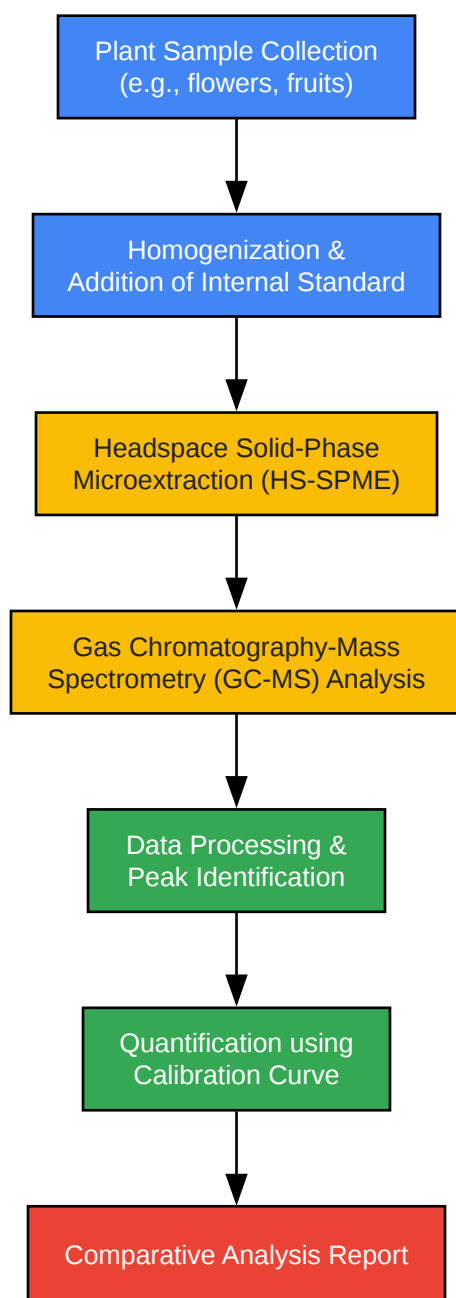 Plant Sample Collection
(e.g., flowers, fruits)
Homogenization &
Addition of Internal Standard
Headspace Solid-Phase
Microextraction (HS-SPME)
Gas Chromatography-Mass
Spectrometry (GC-MS) Analysis
Data Processing &
Peak Identification
Quantification using
Calibration Curve
Comparative Analysis Report